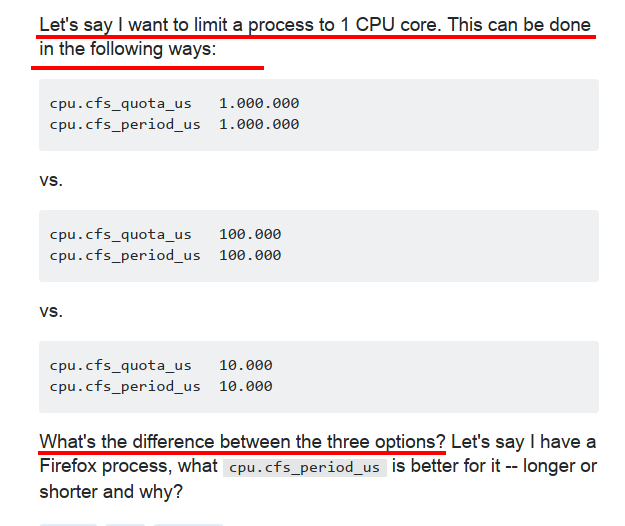 Let's say I want to limit a process to 1 CPU core. This can be done
in the following ways:
cpu.cfs_quota_us   1.000.000
cpu.cfs_period_us  1.000.000
vs.
cpu.cfs_quota_us   100.000
cpu.cfs_period_us  100.000
vs.
cpu.cfs_quota_us   10.000
cpu.cfs_period_us  10.000
What's the difference between the three options? Let's say I have a
Firefox process, what cpu.cfs_period_us is better for it -- longer or
shorter and why?